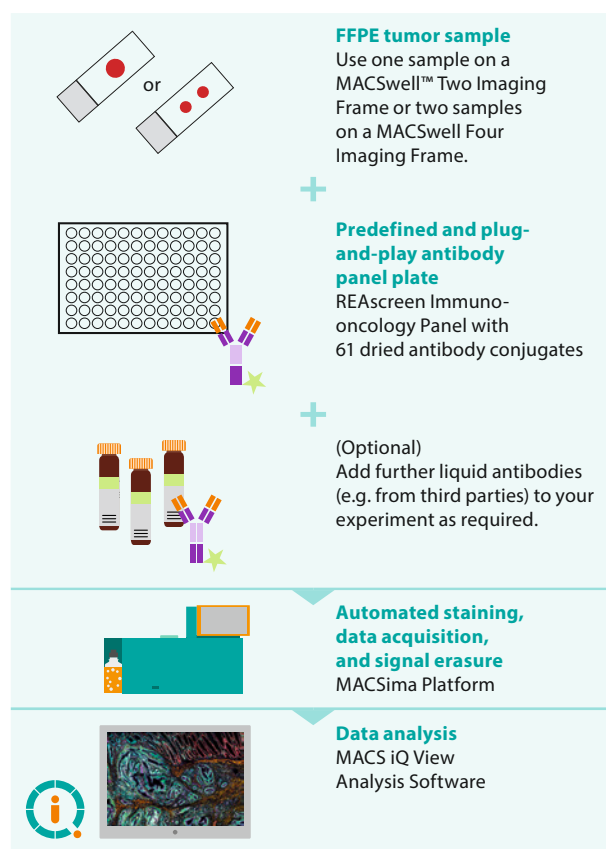 FFPE tumor sample
Use one sample on a
MACSwell™ Two Imaging
Frame or two samples
on a MACSwell Four
Imaging Frame.
or
Predefined and plug-
and-play antibody
panel plate
REAscreen Immuno-
oncology Panel with
61 dried antibody conjugates
(Optional)
Add further liquid antibodies
(e.g. from third parties) to your
experiment as required.
Automated staining,
data acquisition,
and signal erasure
MACSima Platform
Data analysis
MACS iQ View
Analysis Software